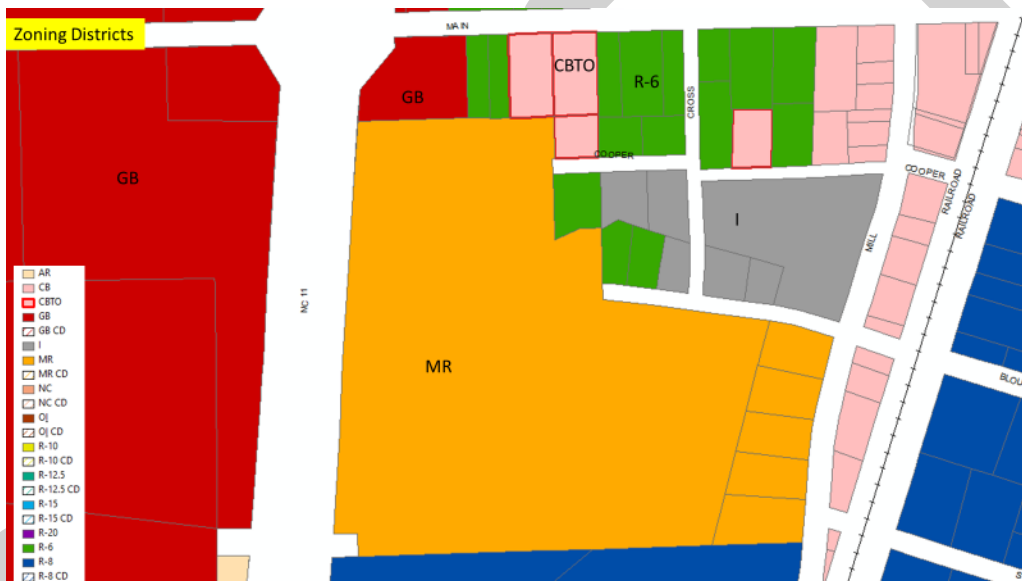 Zoning Districts
MAIN
CBTO
R-6
GB
CROSS
COOPER
COOPER
RAILROAD
RAILROAD
GB
I
MILL
NC 11
MR
AR
CB
CBTO
GB
GB CD
I
MR
MR CD
NC
NC CD
OI
OI CD
R-10
R-10 CD
R-12.5
R-12.5 CD
R-15
R-15 CD
R-20
R-6
R-8
R-8 CD
BLOU
S